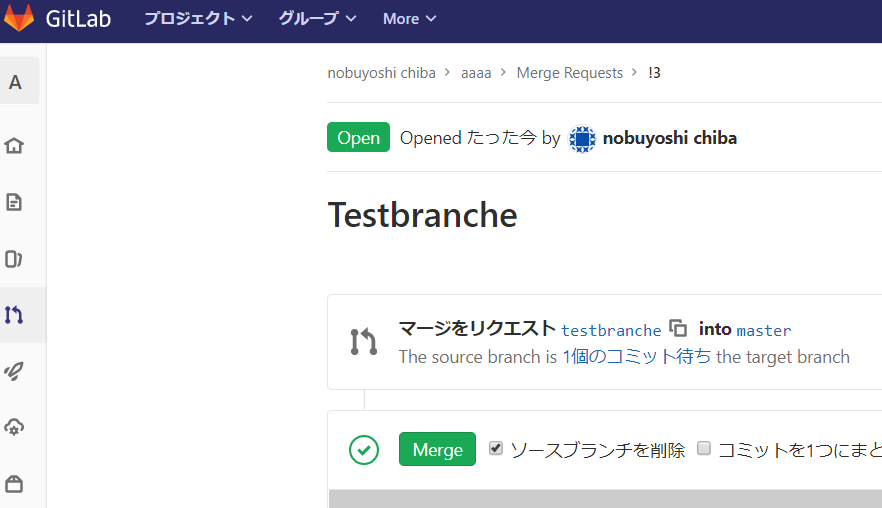 GitLab プロジェクト グループ More
A
nobuyoshi chiba > aaaa > Merge Requests > !3
Open Opened たった今 by nobuyoshi chiba
Testbranche
マージをリクエスト testbranche into master
The source branch is 1個のコミット待ち the target branch
Merge ソースブランチを削除 コミットを1つにまと